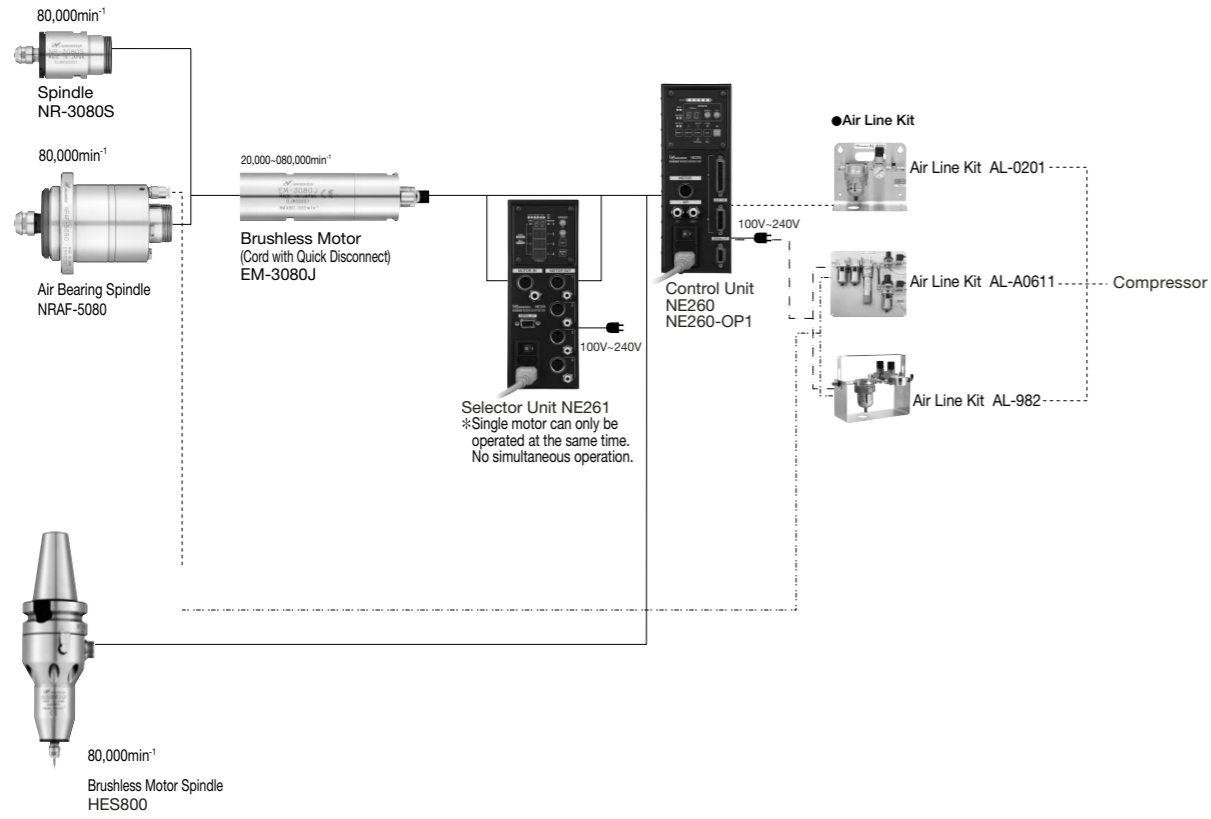 80,000min-1
Spindle
NR-3080S
80,000min-1
Air Bearing Spindle
NRAF-5080
20,000~080,000min-1
EM-3080J
Brushless Motor
(Cord with Quick Disconnect)
EM-3080J
Selector Unit NE261
✻Single motor can only be
operated at the same time.
No simultaneous operation.
100V~240V
MOTOR
100V~240V
Control Unit
NE260
NE260-OP1
●Air Line Kit
Air Line Kit AL-0201
Air Line Kit AL-A0611
Air Line Kit AL-982
Compressor
80,000min-1
Brushless Motor Spindle
HES800